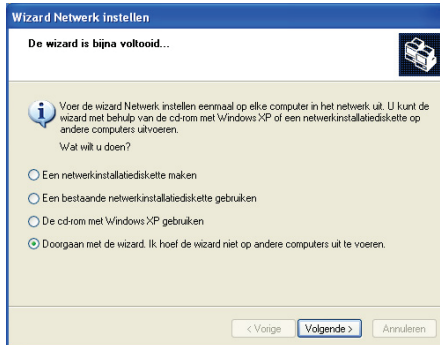 Wizard Netwerk instellen
De wizard is bijna voltooid...
Voer de wizard Netwerk instellen eenmaal op elke computer in het netwerk uit. U kunt de
wizard met behulp van de cd-rom met Windows XP of een netwerkinstallatiediskette op
andere computers uitvoeren.
Wat wilt u doen?
Een netwerkinstallatiediskette maken
Een bestaande netwerkinstallatiediskette gebruiken
De cd-rom met Windows XP gebruiken
Doorgaan met de wizard. Ik hoef de wizard niet op andere computers uit te voeren.
< Vorige Volgende > Annuleren